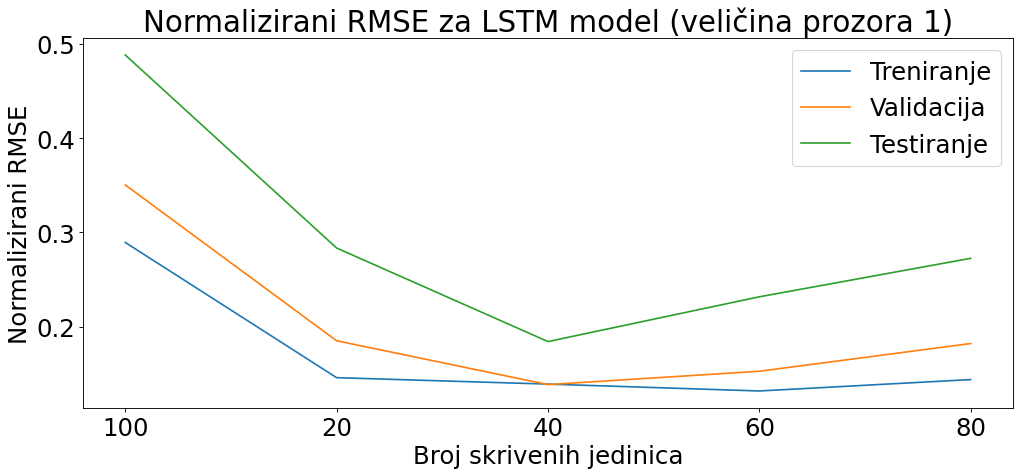 Normalizirani RMSE za LSTM model (veličina prozora 1)
Normalizirani RMSE
0.5
0.4
0.3
0.2
Treniranje
Validacija
Testiranje
100 20 40 60 80
Broj skrivenih jedinica